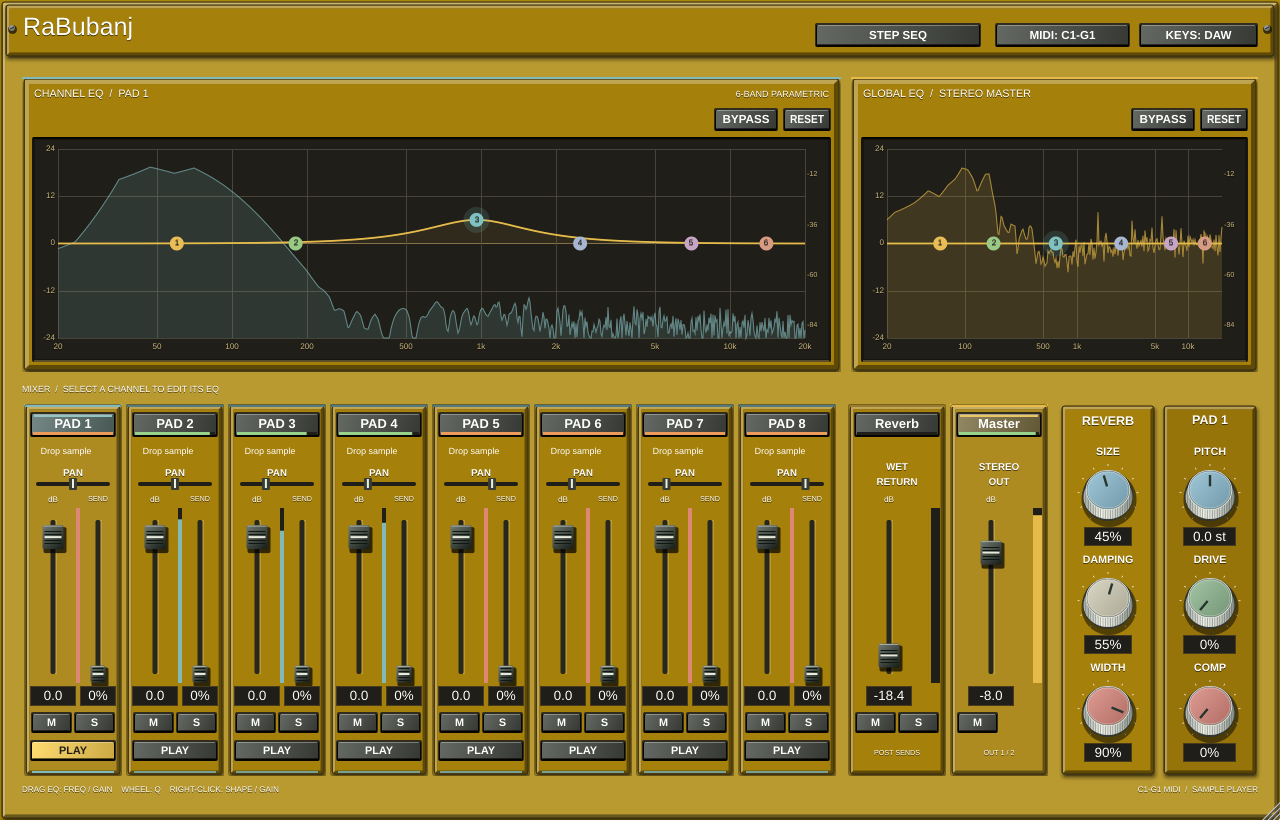 RaBubanj
STEP SEQ MIDI: C1-G1 KEYS: DAW
CHANNEL EQ / PAD 1 6-BAND PARAMETRIC
BYPASS RESET
24 12 0 -12 -24
-12 -36 -60 -84
1 2 3 4 5 6
20 50 100 200 500 1k 2k 5k 10k 20k
GLOBAL EQ / STEREO MASTER
BYPASS RESET
24 12 0 -12 -24
-12 -36 -60 -84
1 2 3 4 5 6
20 100 500 1k 5k 10k
MIXER / SELECT A CHANNEL TO EDIT ITS EQ
PAD 1 PAD 2 PAD 3 PAD 4 PAD 5 PAD 6 PAD 7 PAD 8 Reverb Master
Drop sample Drop sample Drop sample Drop sample Drop sample Drop sample Drop sample Drop sample
PAN PAN PAN PAN PAN PAN PAN PAN
WET STEREO
RETURN OUT
dB SEND dB SEND dB SEND dB SEND dB SEND dB SEND dB SEND dB SEND dB dB
0.0 0% 0.0 0% 0.0 0% 0.0 0% 0.0 0% 0.0 0% 0.0 0% 0.0 0% -18.4 -8.0
M S M S M S M S M S M S M S M S M S M
PLAY PLAY PLAY PLAY PLAY PLAY PLAY PLAY POST SENDS OUT 1 / 2
REVERB
SIZE
45%
DAMPING
55%
WIDTH
90%
PAD 1
PITCH
0.0 st
DRIVE
0%
COMP
0%
DRAG EQ: FREQ / GAIN WHEEL: Q RIGHT-CLICK: SHAPE / GAIN
C1-G1 MIDI / SAMPLE PLAYER